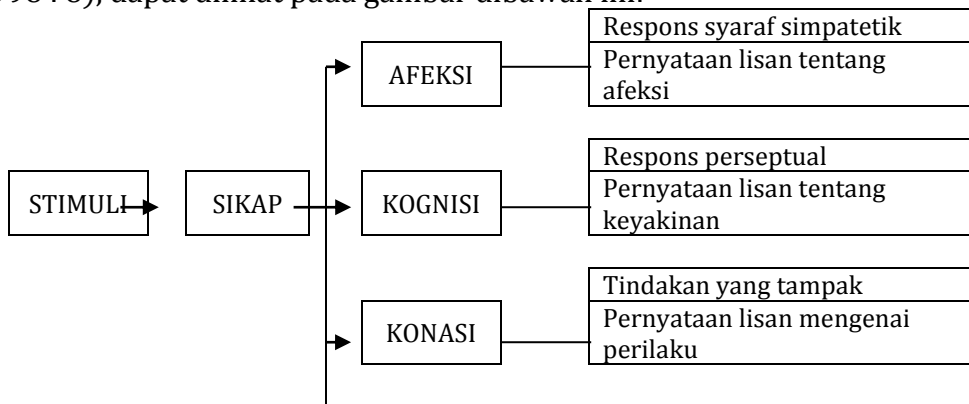 Respons syaraf simpatetik
AFEKSI
Pernyataan lisan tentang
afeksi
Respons perseptual
STIMULI
SIKAP
KOGNISI
Pernyataan lisan tentang
keyakinan
Tindakan yang tampak
KONASI
Pernyataan lisan mengenai
perilaku